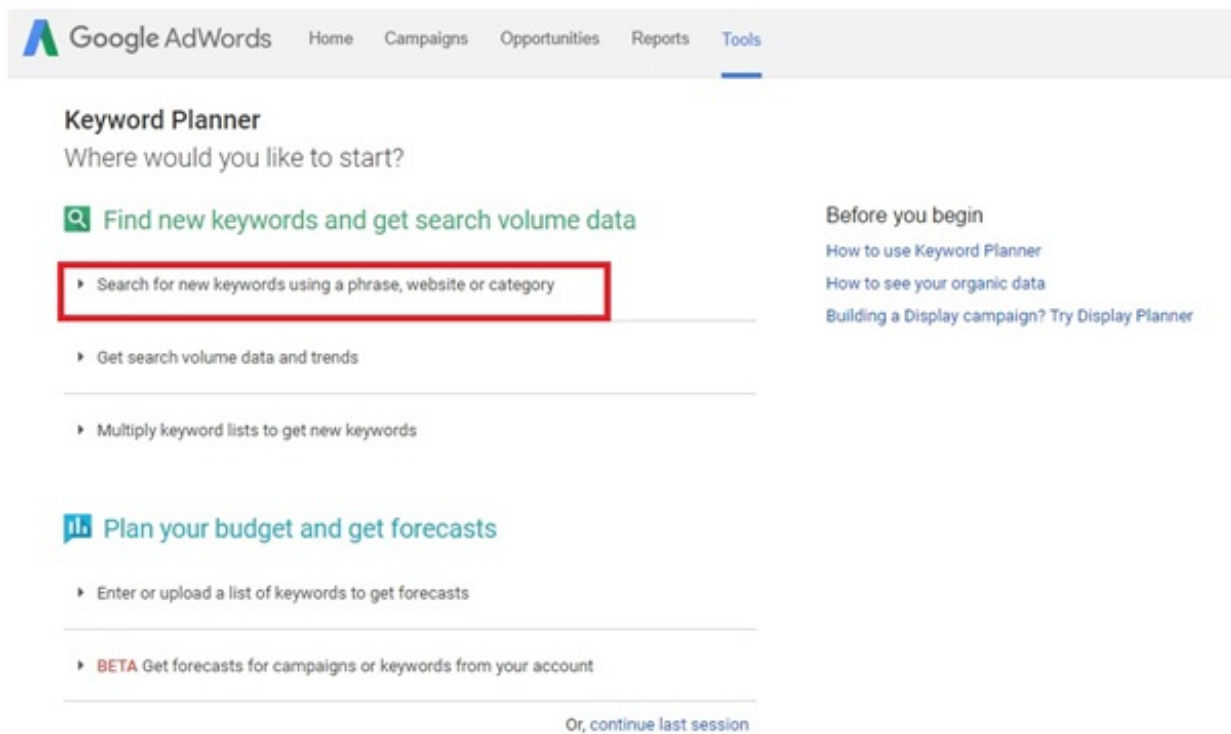 Google AdWords Home Campaigns Opportunities Reports Tools
Keyword Planner
Where would you like to start?
Find new keywords and get search volume data
Search for new keywords using a phrase, website or category
Get search volume data and trends
Multiply keyword lists to get new keywords
Plan your budget and get forecasts
Enter or upload a list of keywords to get forecasts
BETA Get forecasts for campaigns or keywords from your account
Or, continue last session
Before you begin
How to use Keyword Planner
How to see your organic data
Building a Display campaign? Try Display Planner